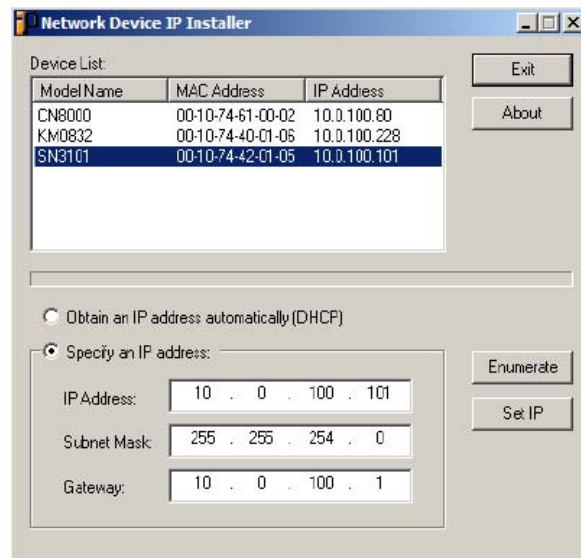 Network Device IP Installer
Device List:
Exit
Model Name MAC Address IP Address
About
CN8000 00-10-74-61-00-02 10.0.100.80
KM0832 00-10-74-40-01-06 10.0.100.228
SN3101 00-10-74-42-01-05 10.0.100.101
Obtain an IP address automatically (DHCP)
Specify an IP address:
Enumerate
IP Address: 10 . 0 . 100 . 101
Set IP
Subnet Mask: 255 . 255 . 254 . 0
Gateway: 10 . 0 . 100 . 1